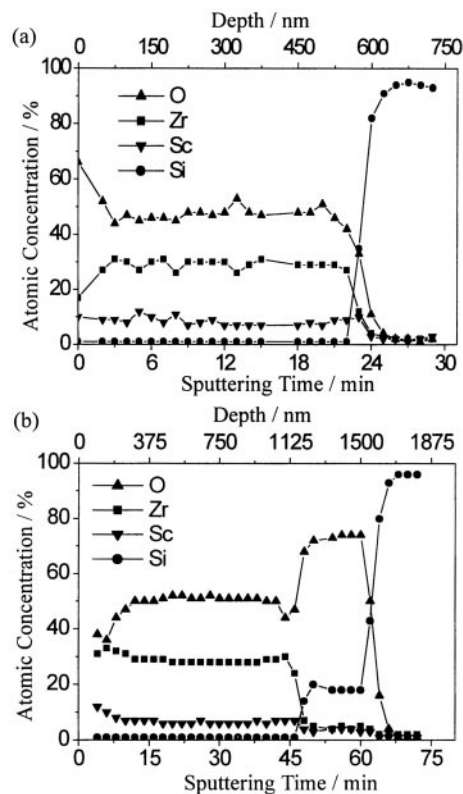 (a)
Depth / nm
0 150 300 450 600 750
100
80
60
40
20
0
Atomic Concentration / %
O
Zr
Sc
Si
0 6 12 18 24 30
Sputtering Time / min
(b)
Depth / nm
0 375 750 1125 1500 1875
100
80
60
40
20
0
Atomic Concentration / %
O
Zr
Sc
Si
0 15 30 45 60 75
Sputtering Time / min